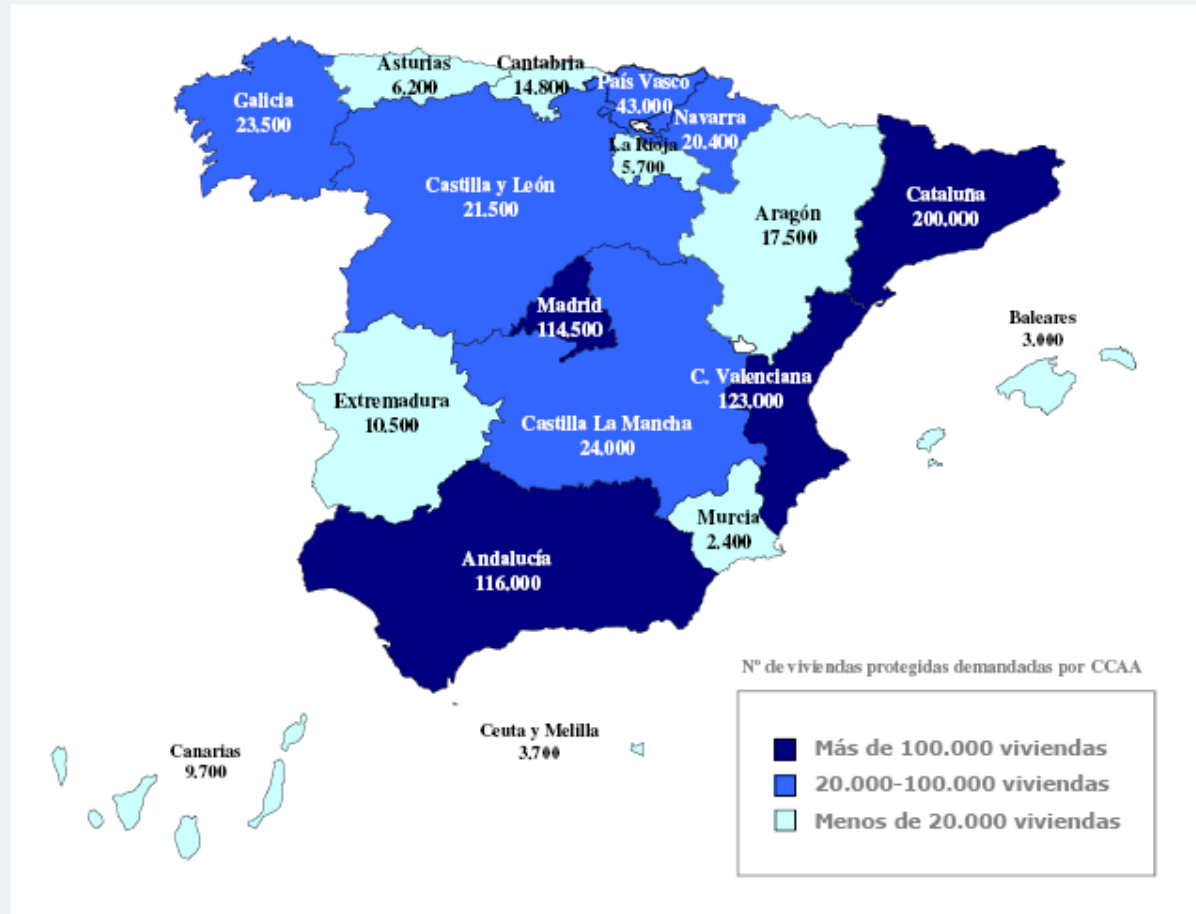 Asturias
6.200
Cantabria
14.800
País Vasco
43.000
Galicia
23.500
Navarra
20.400
La Rioja
5.700
Castilla y León
21.500
Aragón
17.500
Cataluña
200.000
Madrid
114.500
Baleares
3.000
C. Valenciana
123.000
Extremadura
10.500
Castilla La Mancha
24.000
Murcia
2.400
Andalucía
116.000
Ceuta y Melilla
3.700
Canarias
9.700
Nº de viviendas protegidas demandadas por CCAA
Más de 100.000 viviendas
20.000-100.000 viviendas
Menos de 20.000 viviendas